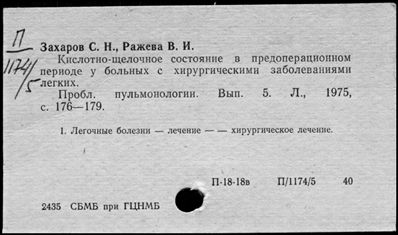 П
1174/5
Захаров С. Н., Ражева В. И.
Кислотно-щелочное состояние в предоперационном
периоде у больных с хирургическими заболеваниями
легких.
Пробл. пульмонологии. Вып. 5. Л., 1975,
с. 176—179.
1. Легочные болезни — лечение — — хирургическое лечение.
П-18-18в П/1174/5 40
2435 СБМБ при ГЦНМБ